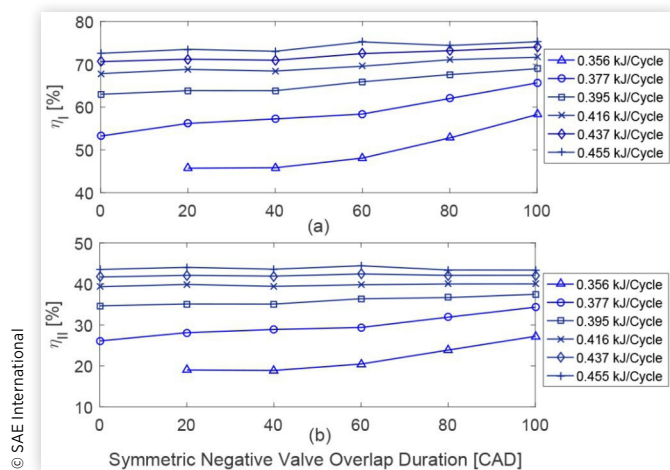 80
70
60
50
40
η_I [%]
0 20 40 60 80 100
(a)
0.356 kJ/Cycle
0.377 kJ/Cycle
0.395 kJ/Cycle
0.416 kJ/Cycle
0.437 kJ/Cycle
0.455 kJ/Cycle
50
40
30
20
10
η_II [%]
0 20 40 60 80 100
(b)
0.356 kJ/Cycle
0.377 kJ/Cycle
0.395 kJ/Cycle
0.416 kJ/Cycle
0.437 kJ/Cycle
0.455 kJ/Cycle
Symmetric Negative Valve Overlap Duration [CAD]
© SAE International